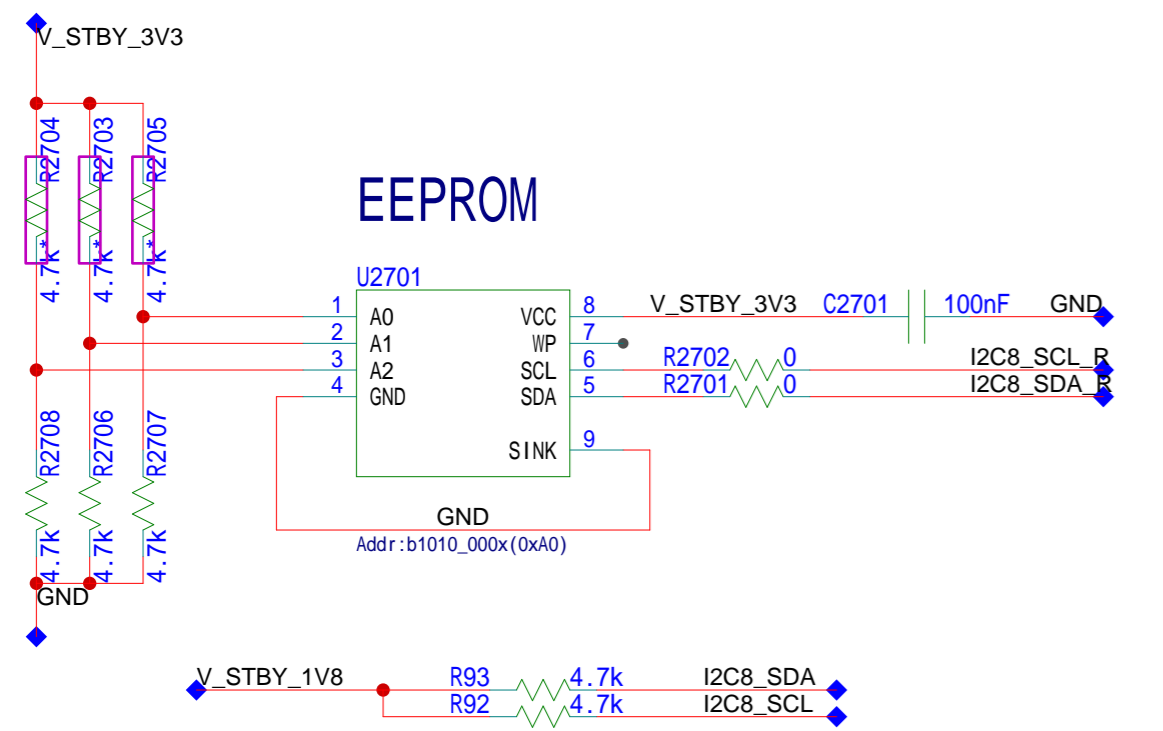 V_STBY_3V3
R2704
R2703
R2705
4.7k*
4.7k*
4.7k*
EEPROM
U2701
1 A0 VCC 8 V_STBY_3V3 C2701 100nF GND
2 A1 WP 7
3 A2 SCL 6 R2702 0 I2C8_SCL_R
4 GND SDA 5 R2701 0 I2C8_SDA_R
SINK 9
GND
Addr:b1010_000x(0xA0)
R2708
R2706
R2707
4.7k
4.7k
4.7k
GND
V_STBY_1V8 R93 4.7k I2C8_SDA
R92 4.7k I2C8_SCL